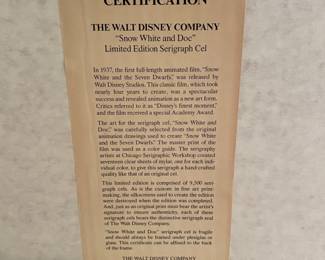 CERTIFICATION
THE WALT DISNEY COMPANY
"Snow White and Doc"
Limited Edition Serigraph Cel
In 1937, the first full-length animated film, "Snow
White and the Seven Dwarfs," was released by
Walt Disney Studios. This classic film, which took
nearly four years to create, was a spectacular
success and revealed animation as a new art form.
Critics referred to it as "Disney's finest moment,"
and the film received a special Academy Award.
The art for the serigraph cel, "Snow White and
Doc," was carefully selected from the original
animation drawings used to create "Snow White
and the Seven Dwarfs." The master print of the
film was used as a color guide. The serigraphy
artists at Chicago Serigraphic Workshop created
seventeen clear sheets of mylar, one for each indi-
vidual color, to give this serigraph a hand crafted
quality like that of an original cel.
This limited edition is comprised of 9,500 seri-
graph cels. As is the custom in fine art print-
making, the silkscreens used to create the edition
were destroyed when the edition was completed.
And, just as an original print must bear the artist's
signature to ensure authenticity, each of these
serigraph cels bears the distinctive seal of
The Walt Disney Company.
"Snow White and Doc" serigraph cel is fragile and
should always be framed under plexiglas or
glass. This certificate can be affixed to the back
of the frame.
THE WALT DISNEY COMPANY